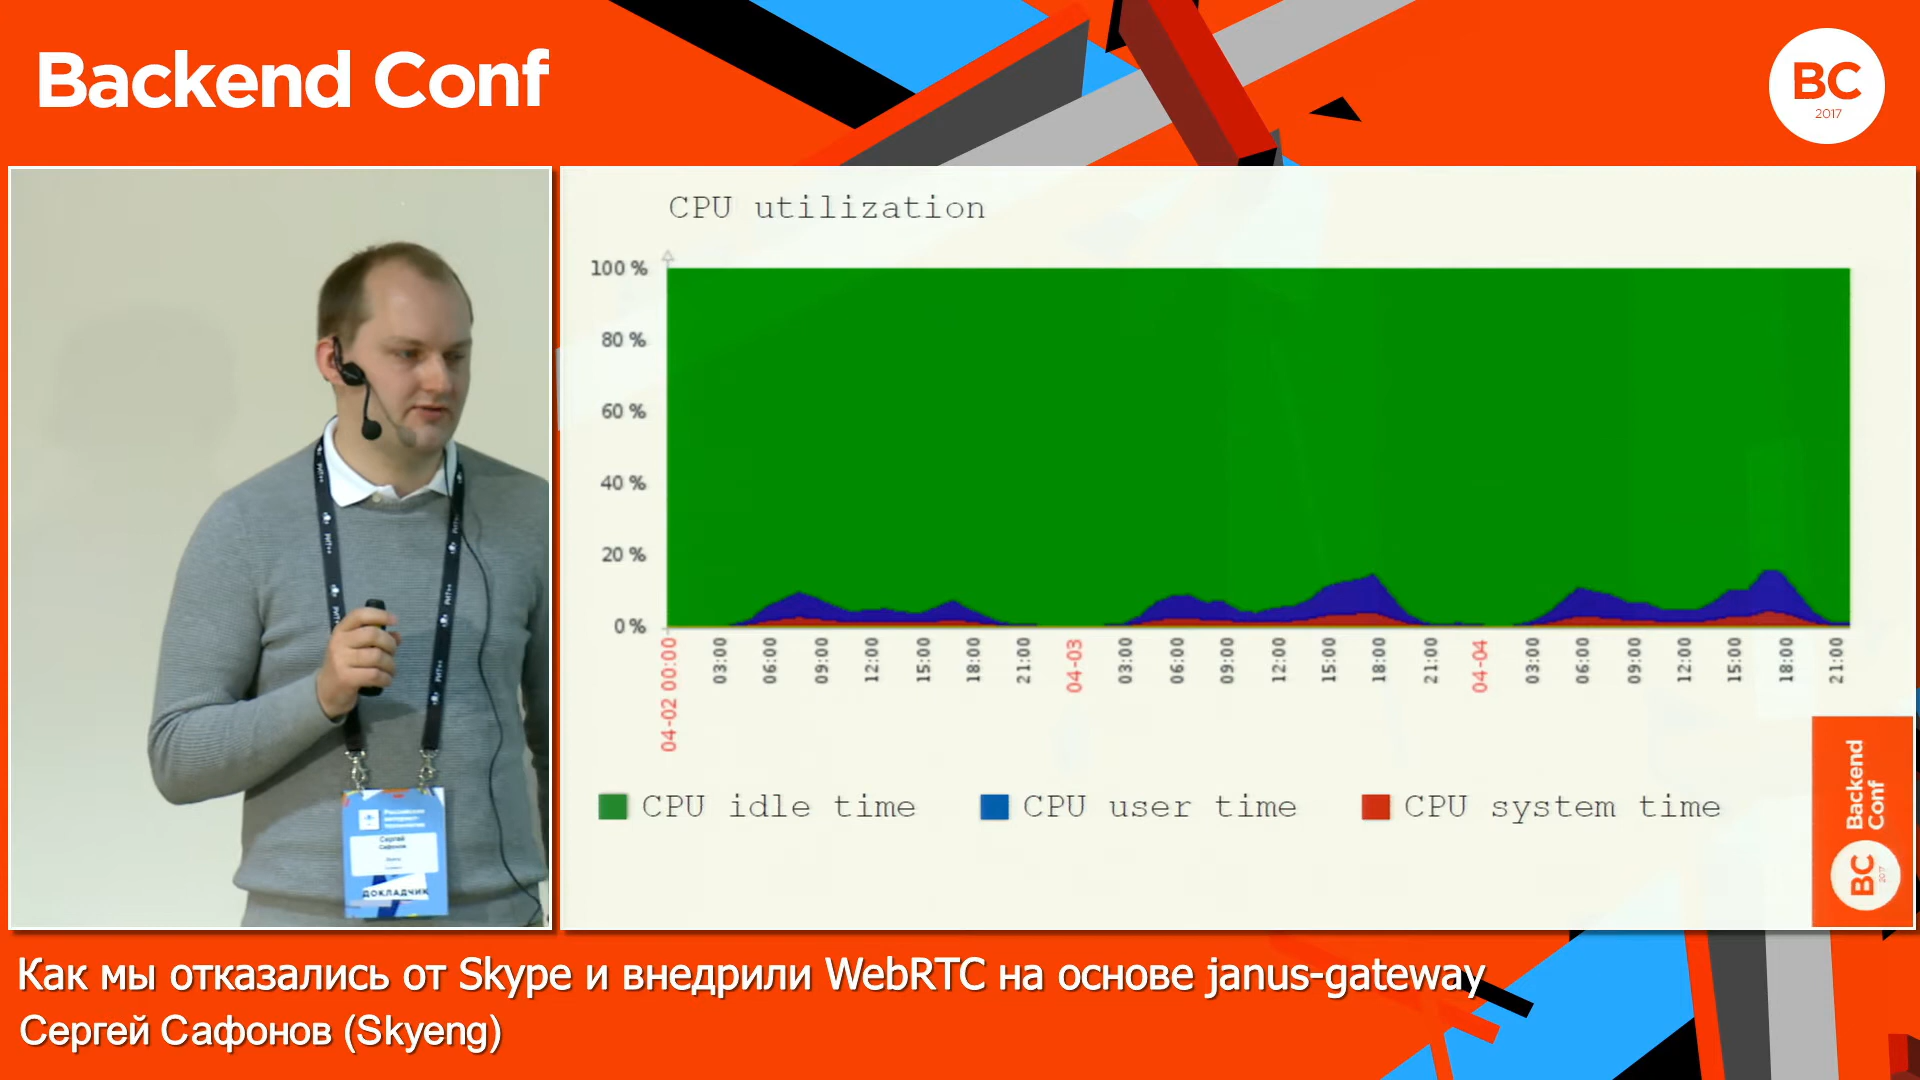 Backend Conf
BC
2017
CPU utilization
100 %
80 %
60 %
40 %
20 %
0 %
04-02 00:00
03:00
06:00
09:00
12:00
15:00
18:00
21:00
04-03
03:00
06:00
09:00
12:00
15:00
18:00
21:00
04-04
03:00
06:00
09:00
12:00
15:00
18:00
21:00
CPU idle time
CPU user time
CPU system time
Backend
Conf
BC
2017
Сергей
Сафонов
ДОКЛАДЧИК
Как мы отказались от Skype и внедрили WebRTC на основе janus-gateway
Сергей Сафонов (Skyeng)